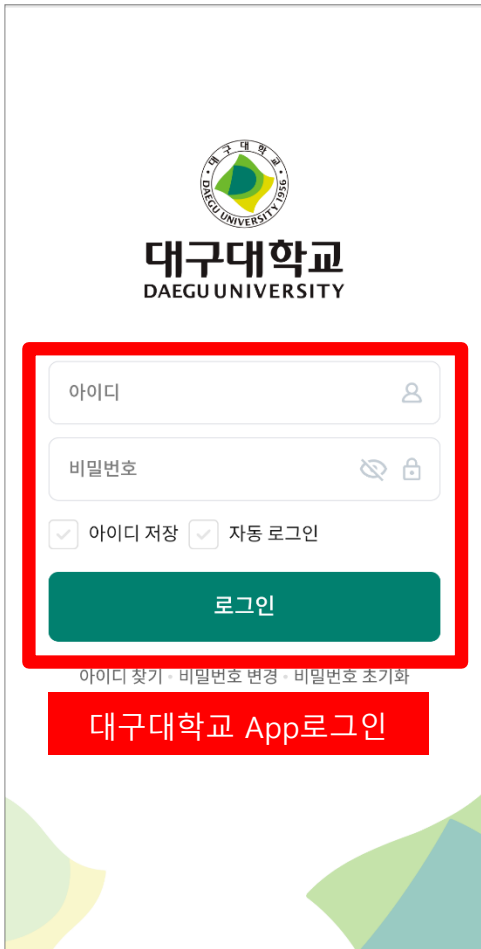 대구대학교
DAEGU UNIVERSITY 1956
대구대학교
DAEGU UNIVERSITY
아이디
비밀번호
아이디 저장 자동 로그인
로그인
아이디 찾기 • 비밀번호 변경 • 비밀번호 초기화
대구대학교 App로그인